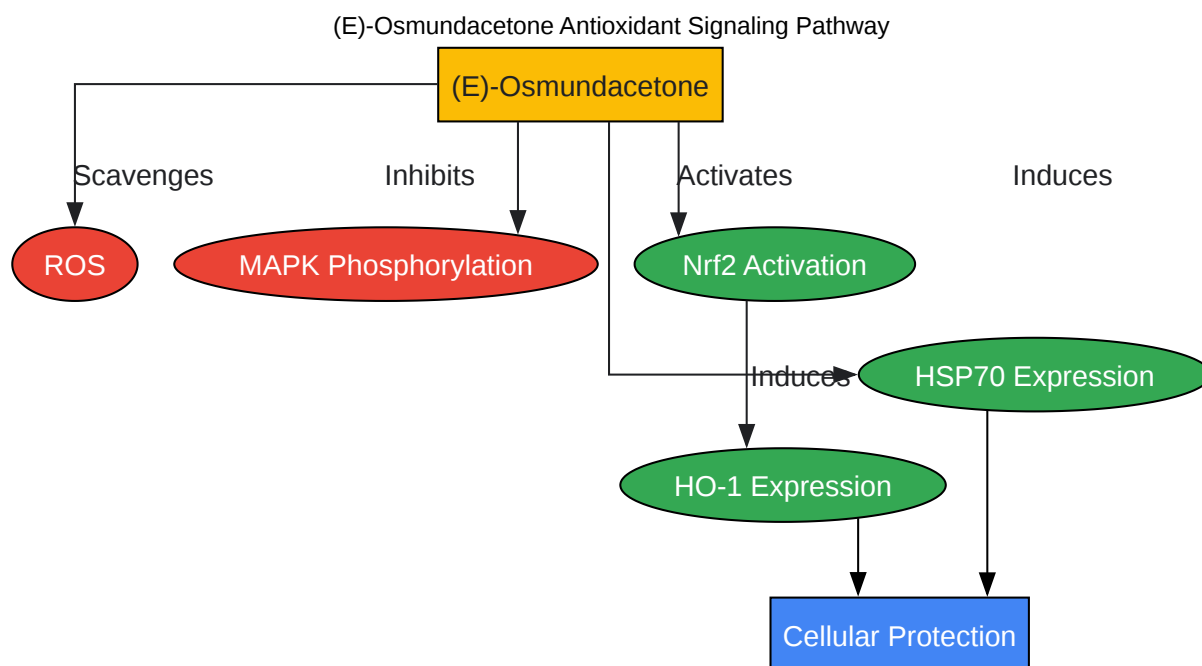 (E)-Osmundacetone Antioxidant Signaling Pathway
(E)-Osmundacetone
Scavenges
Inhibits
Activates
Induces
ROS
MAPK Phosphorylation
Nrf2 Activation
Induces
HSP70 Expression
HO-1 Expression
Cellular Protection